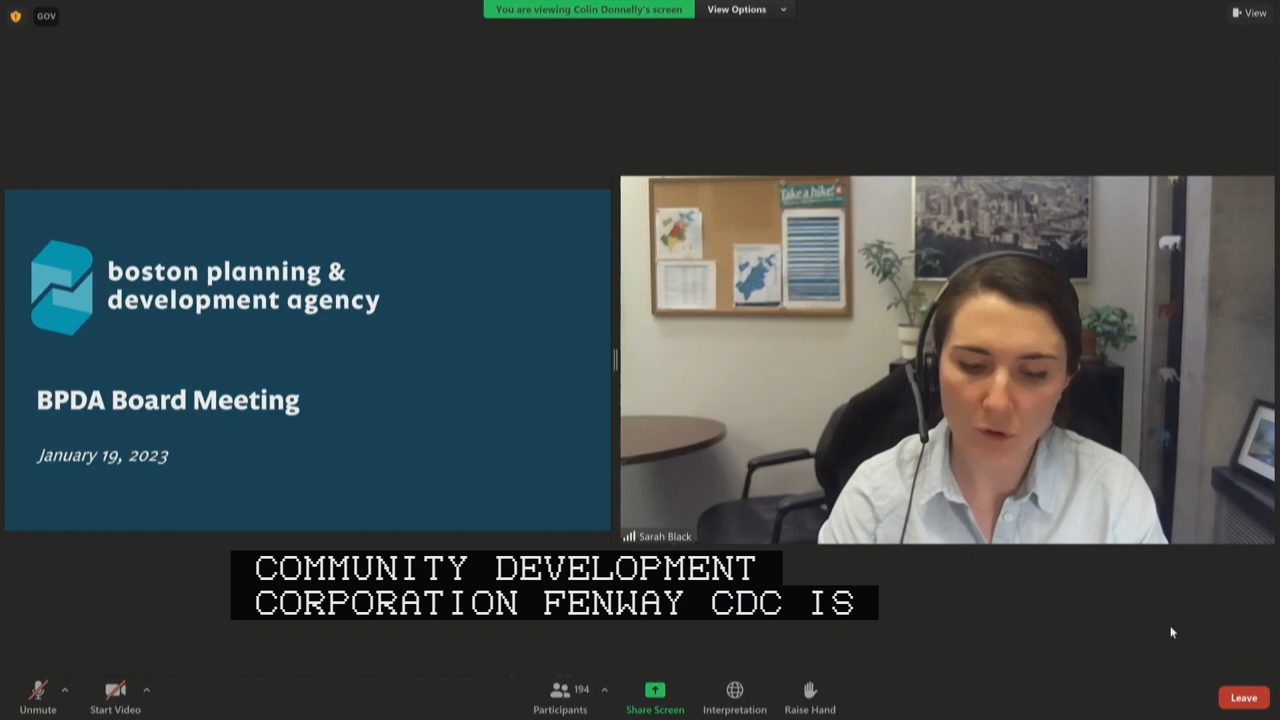 GOV
You are viewing Colin Donnelly's screen
View Options
View
boston planning &
development agency
BPDA Board Meeting
January 19, 2023
Take a hike!
Sarah Black
COMMUNITY DEVELOPMENT
CORPORATION FENWAY CDC IS
Unmute
Start Video
194
Participants
Share Screen
Interpretation
Raise Hand
Leave